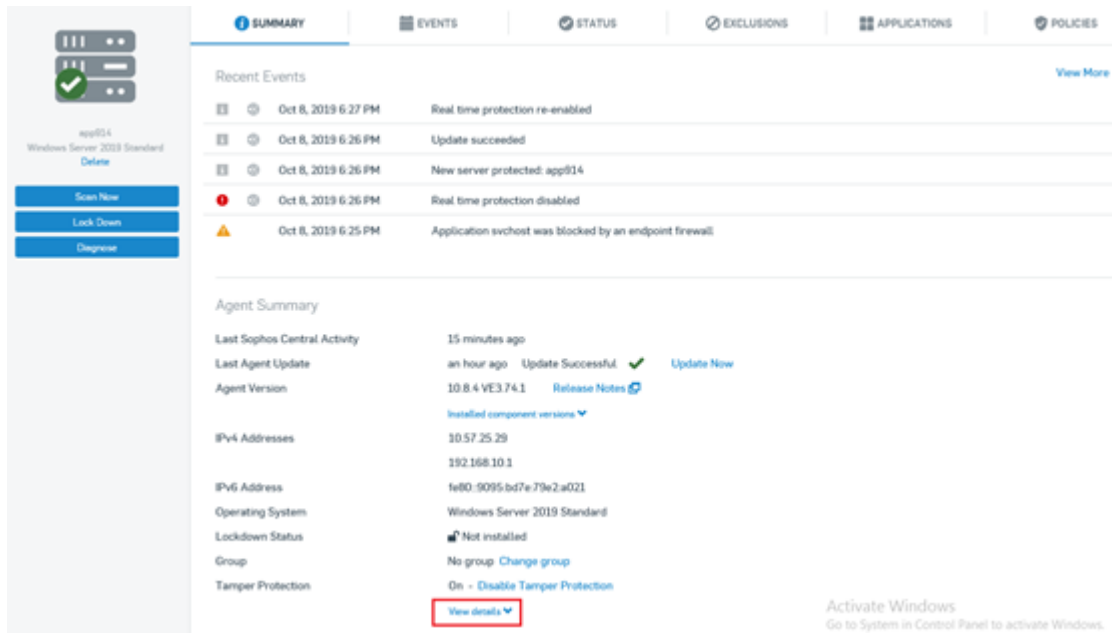 SUMMARY EVENTS STATUS EXCLUSIONS APPLICATIONS POLICIES
app914
Windows Server 2019 Standard
Delete
Scan Now
Lock Down
Diagnose
Recent Events View More
Oct 8, 2019 6:27 PM Real time protection re-enabled
Oct 8, 2019 6:26 PM Update succeeded
Oct 8, 2019 6:26 PM New server protected: app914
Oct 8, 2019 6:26 PM Real time protection disabled
Oct 8, 2019 6:25 PM Application svchost was blocked by an endpoint firewall
Agent Summary
Last Sophos Central Activity 15 minutes ago
Last Agent Update an hour ago Update Successful Update Now
Agent Version 10.8.4 VE3.74.1 Release Notes
Installed component versions
IPv4 Addresses 10.57.25.29
192.168.10.1
IPv6 Address fe80::9095:bd7e:79e2:a021
Operating System Windows Server 2019 Standard
Lockdown Status Not installed
Group No group Change group
Tamper Protection On - Disable Tamper Protection
View details
Activate Windows
Go to System in Control Panel to activate Windows.